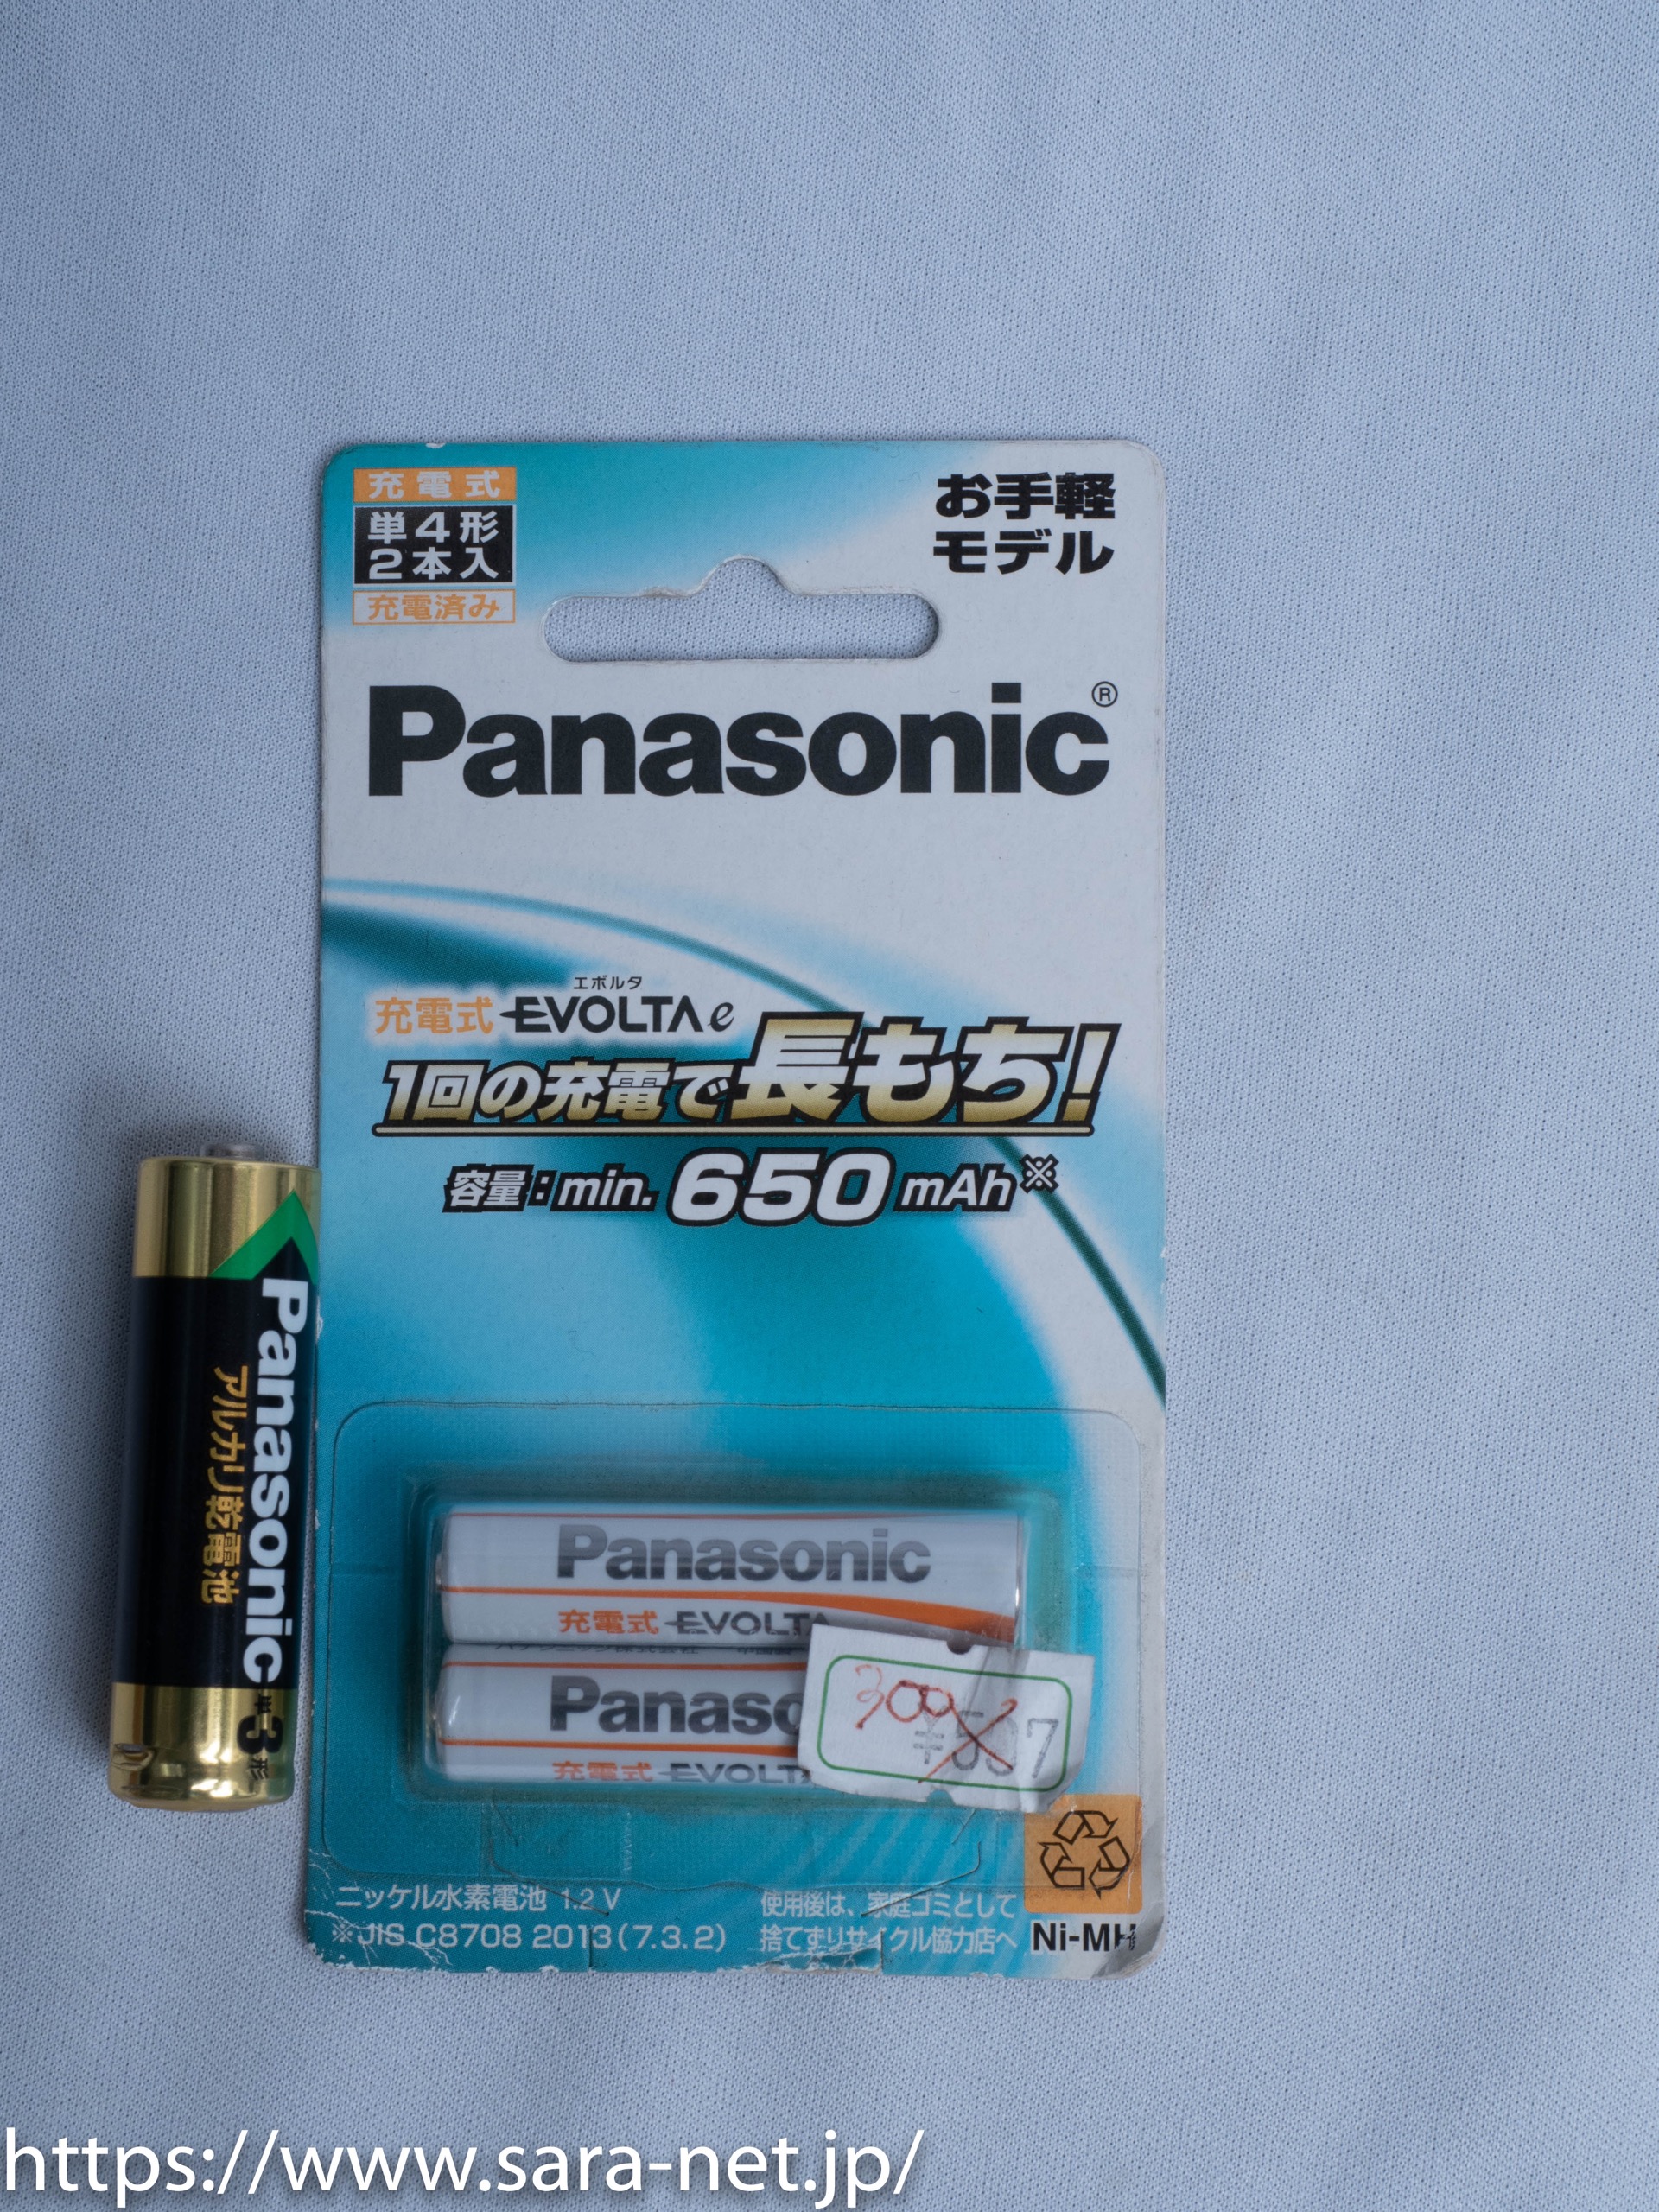 充電式
単4形
2本入
充電済み
お手軽
モデル
Panasonic®
エボルタ
充電式 EVOLTA e
1回の充電で長もち!
容量:min. 650 mAh※
Panasonic
アルカリ乾電池
単3形
Panasonic
充電式 EVOLTA
Panaso
充電式 EVOLTA
300
ニッケル水素電池 1.2 V
※JIS C8708 2013(7.3.2)
使用後は、家庭ゴミとして
捨てずリサイクル協力店へ
Ni-MH
https://www.sara-net.jp/